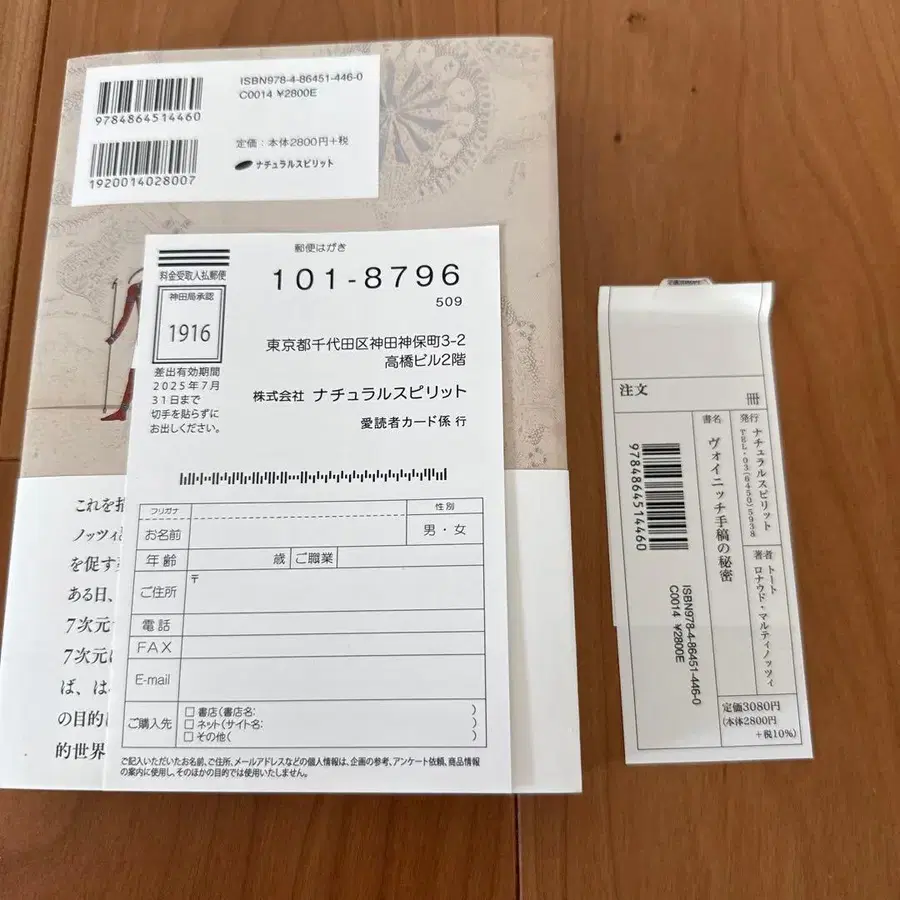 ISBN978-4-86451-446-0
C0014 ¥2800E
9784864514460
定価：本体2800円+税
ナチュラルスピリット
1920014028007
郵便はがき
料金受取人払郵便
101-8796
509
神田局承認
1916
差出有効期間
2025年7月
31日まで
切手を貼らずに
お出しください。
東京都千代田区神田神保町3-2
高橋ビル2階
株式会社 ナチュラルスピリット
愛読者カード係 行
フリガナ
お名前
性別
男・女
年齢
歳
ご職業
ご住所
〒
電話
FAX
E-mail
ご購入先
□ 書店(書店名: )
□ ネット(サイト名: )
□ その他( )
ご記入いただいたお名前、ご住所、メールアドレスなどの個人情報は、企画の参考、アンケート依頼、商品情報
の案内に使用し、そのほかの目的では使用いたしません。
これを
ノッツィ
を促す
ある日、
7次元
7次元に
ば、は
の目的に
的世界
注文
冊
発行
ナチュラルスピリット
TEL・03(6450)5938
書名
ヴォイニッチ手稿の秘密
著者
トート
ロナウド・マルティノッツィ
9784864514460
ISBN978-4-86451-446-0
C0014 ¥2800E
定価3080円
(本体2800円
+税10%)